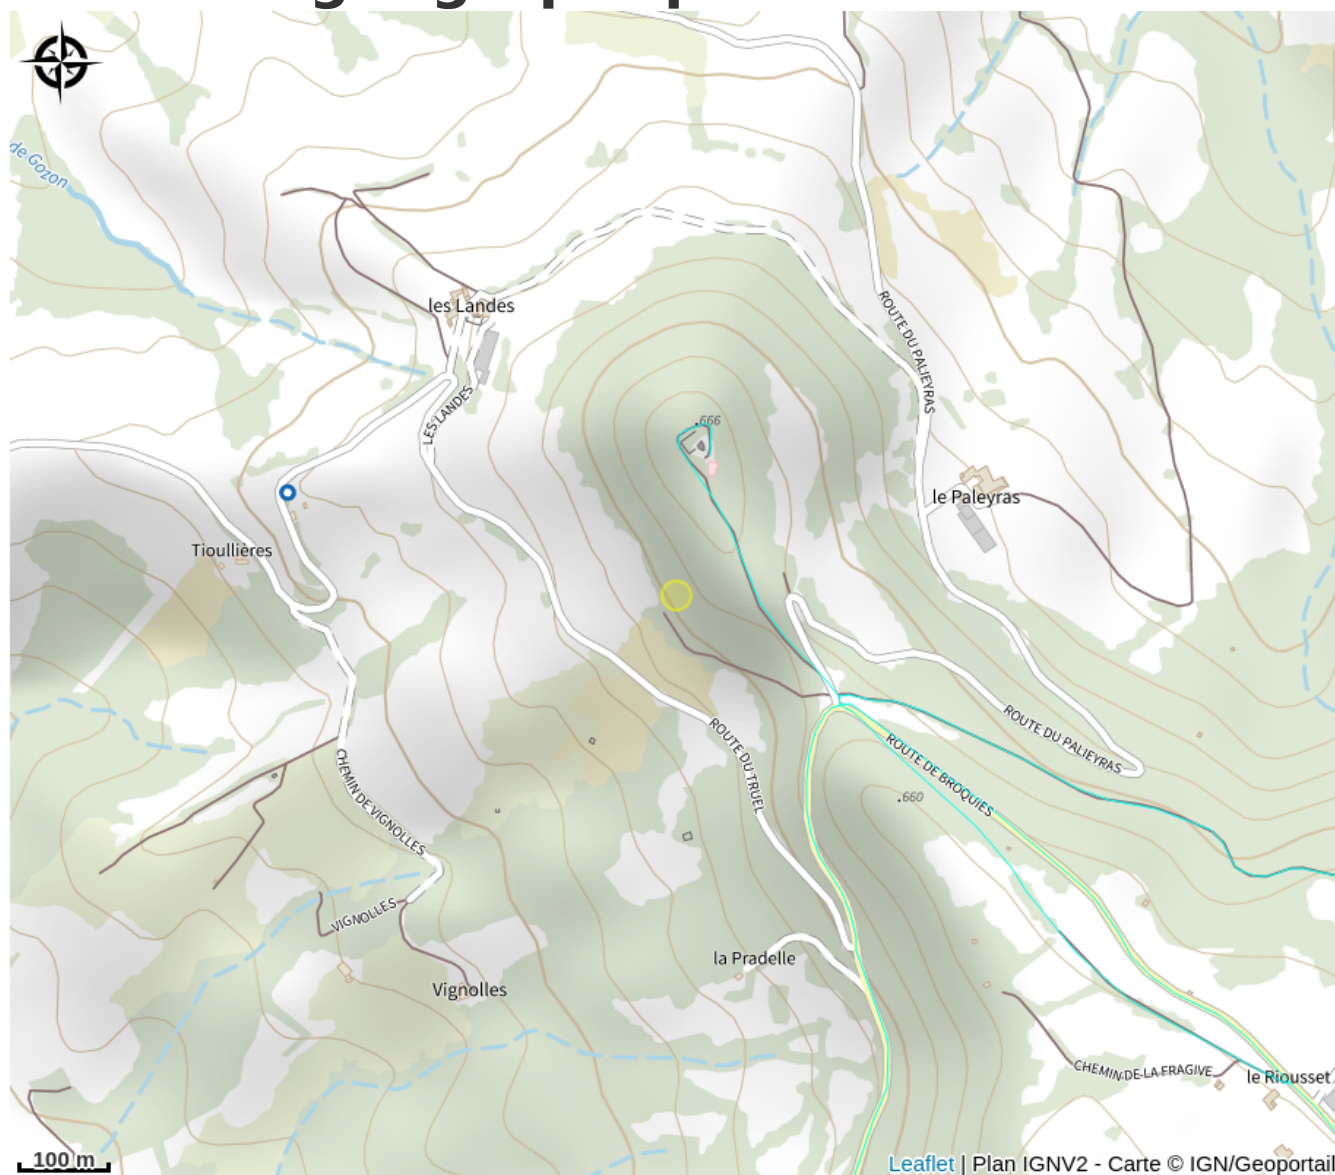 de Gozon
les Landes
LES LANDES
ROUTE DU PALIEYRAS
666
le Paleyras
Tioullières
ROUTE DU PALIEYRAS
ROUTE DU TRUEL
ROUTE DE BROQUIES
660
CHEMIN DE VIGNOLLES
VIGNOLLES
la Pradelle
Vignolles
CHEMIN DE LA FRAGIVE
le Riousset
100 m
Leaflet | Plan IGNV2 - Carte © IGN/Geoportail